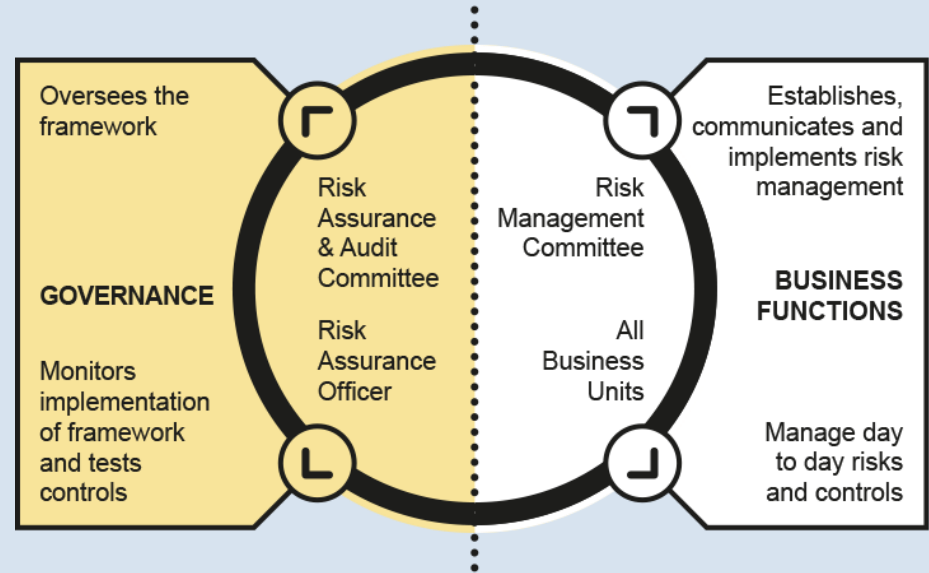 Oversees the
framework
GOVERNANCE
Monitors
implementation
of framework
and tests
controls
Risk
Assurance
& Audit
Committee
Risk
Assurance
Officer
Risk
Management
Committee
All
Business
Units
Establishes,
communicates and
implements risk
management
BUSINESS
FUNCTIONS
Manage day
to day risks
and controls